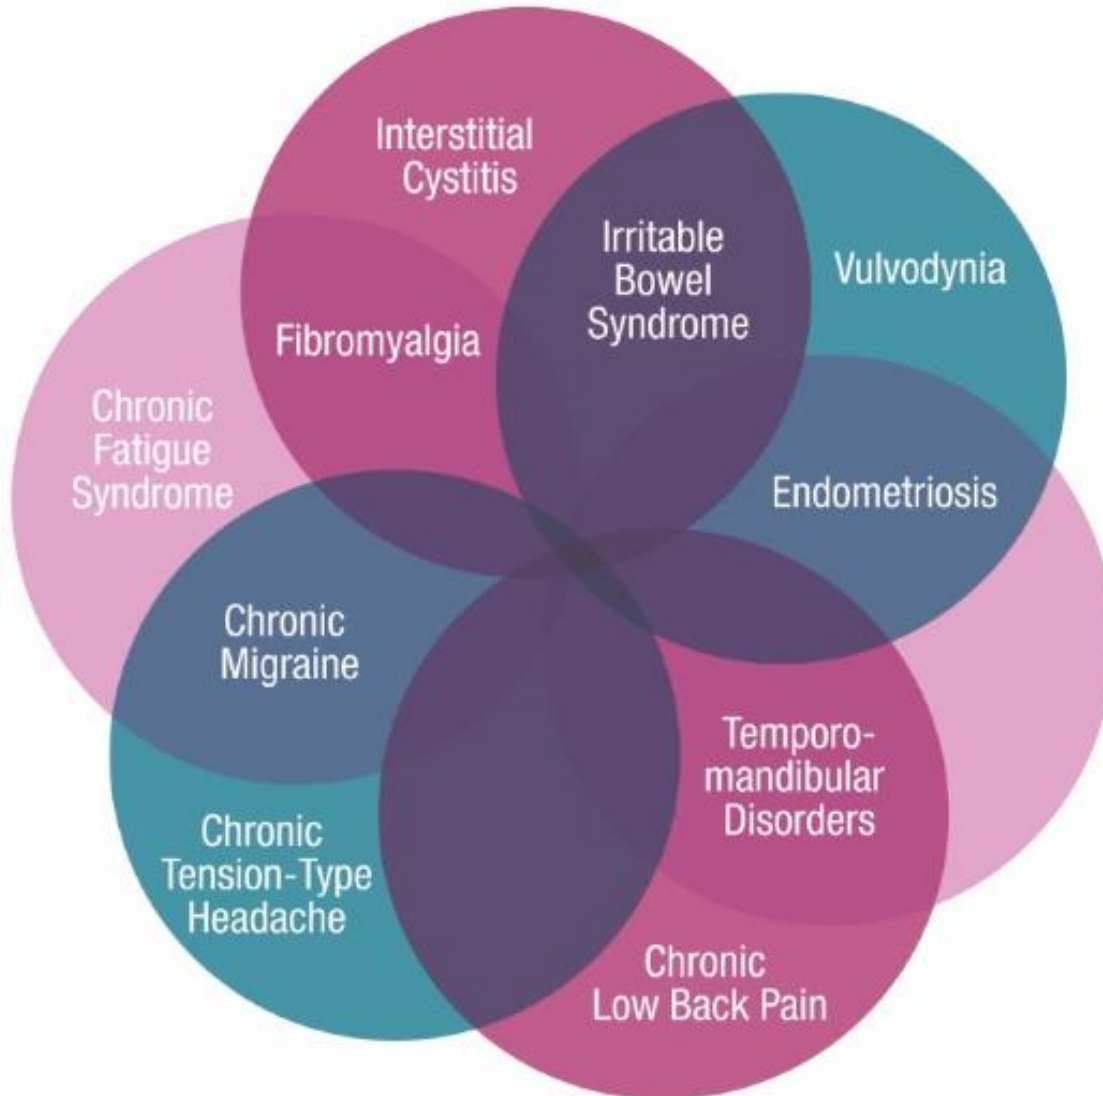 Interstitial
Cystitis
Irritable
Bowel
Syndrome
Vulvodynia
Fibromyalgia
Chronic
Fatigue
Syndrome
Endometriosis
Chronic
Migraine
Temporo-
mandibular
Disorders
Chronic
Tension-Type
Headache
Chronic
Low Back Pain